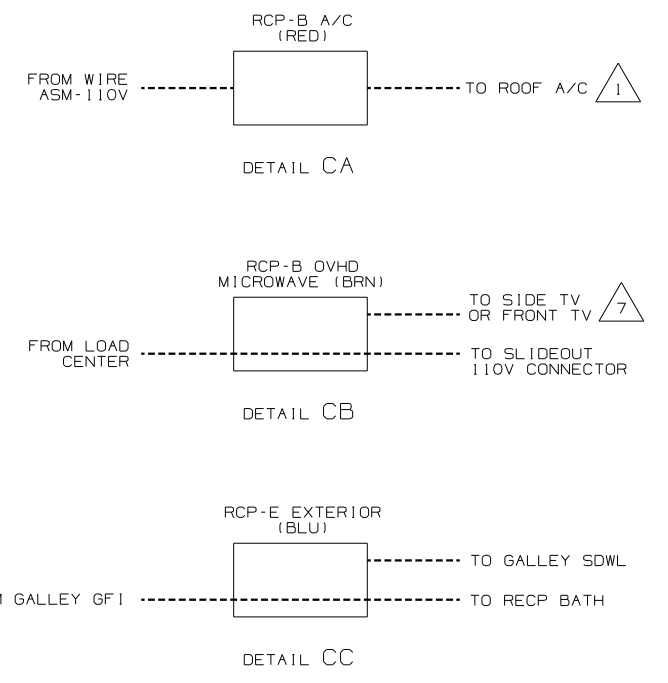 RCP-B A/C
(RED)
FROM WIRE
ASM-110V
TO ROOF A/C 1
DETAIL CA
RCP-B OVHD
MICROWAVE (BRN)
TO SIDE TV
OR FRONT TV 7
FROM LOAD
CENTER
TO SLIDEOUT
110V CONNECTOR
DETAIL CB
RCP-E EXTERIOR
(BLU)
TO GALLEY SDWL
GALLEY GFI
TO RECP BATH
DETAIL CC